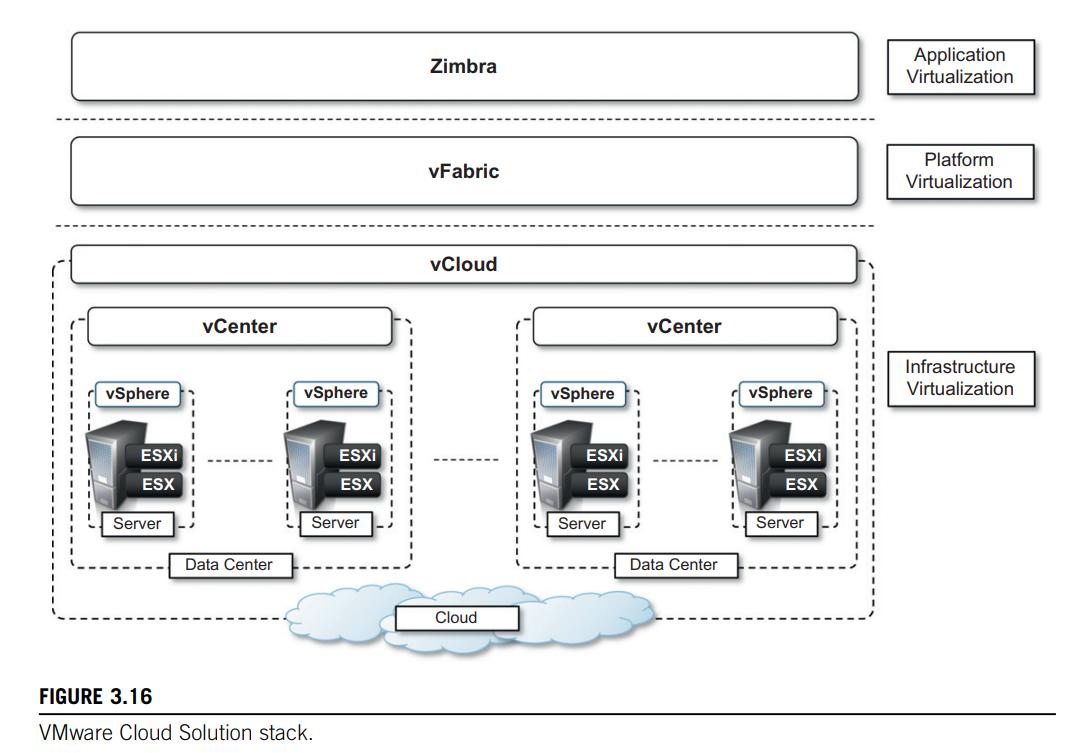 Zimbra
Application
Virtualization
vFabric
Platform
Virtualization
vCloud
vCenter
vCenter
vSphere
vSphere
vSphere
vSphere
Infrastructure
Virtualization
ESXi
ESXi
ESXi
ESXi
ESX
ESX
ESX
ESX
Server
Server
Server
Server
Data Center
Data Center
Cloud
FIGURE 3.16
VMware Cloud Solution stack.